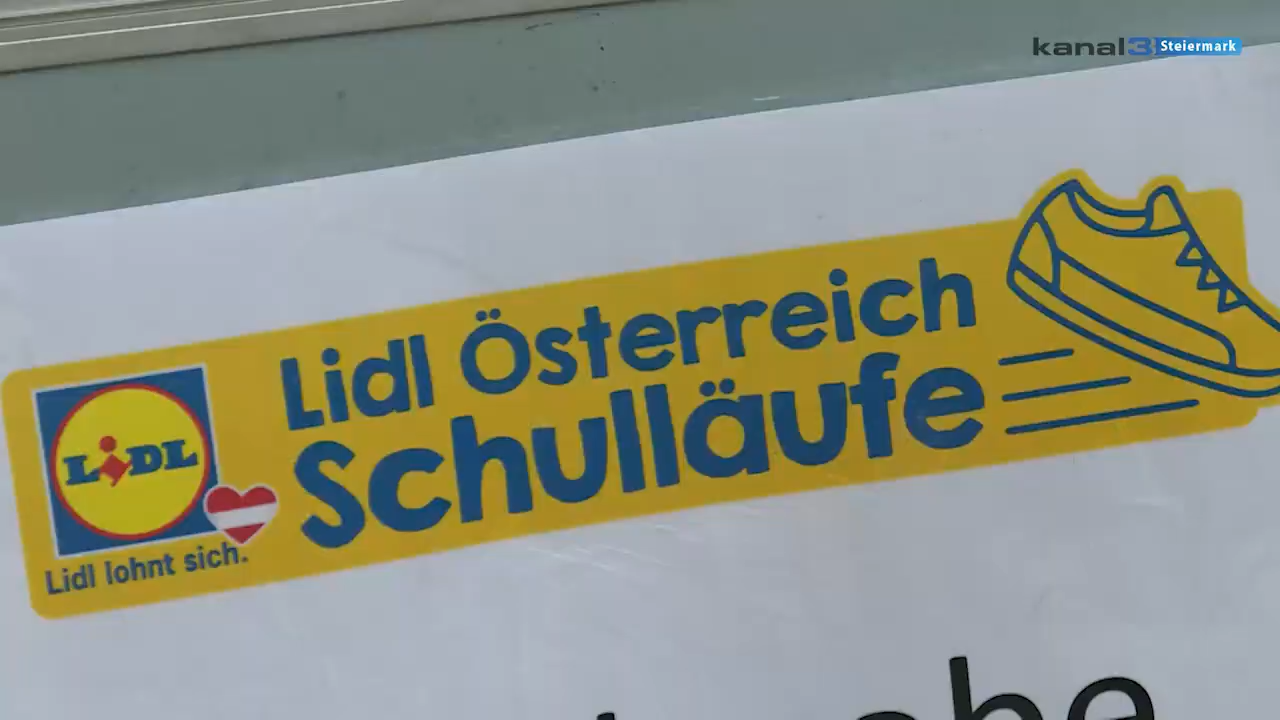 kanal3 Steiermark
Lidl Österreich
Schulläufe
LIDL
Lidl lohnt sich.